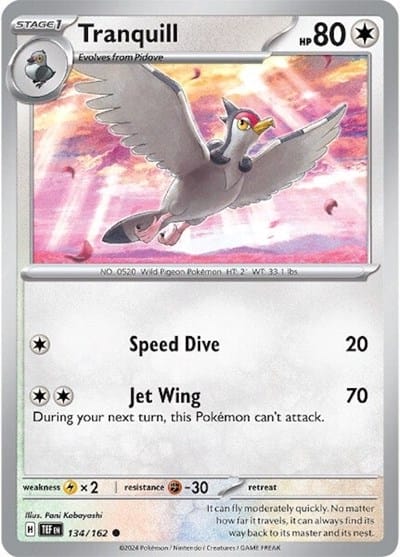 STAGE 1
Tranquill
HP 80
Evolves from Pidove
NO. 0520 Wild Pigeon Pokémon HT: 2' WT: 33.1 lbs
Speed Dive 20
Jet Wing 70
During your next turn, this Pokémon can't attack.
weakness ×2 resistance -30 retreat
Illus. Pani Kobayashi
H TEF EN 134/162
It can fly moderately quickly. No matter
how far it travels, it can always find its
way back to its master and its nest.
©2024 Pokémon / Nintendo / Creatures / GAME FREAK